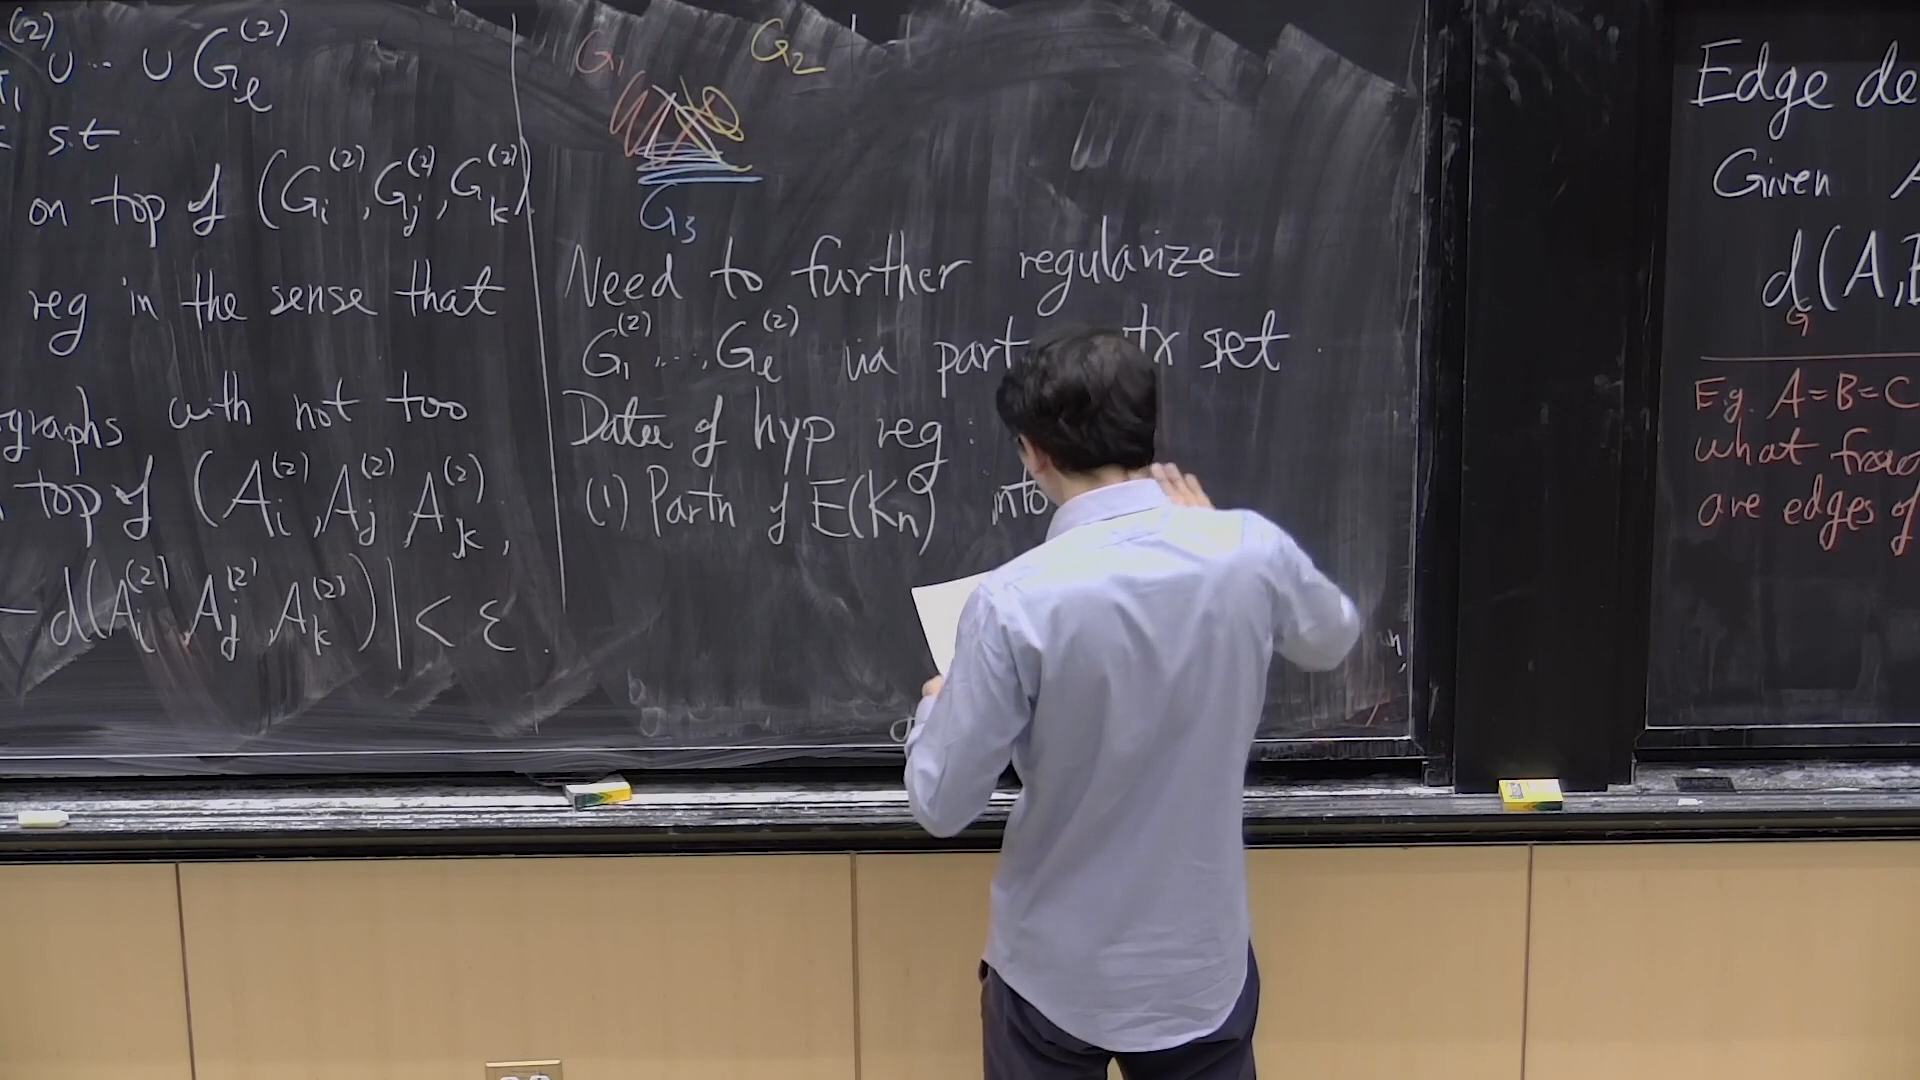 (2) ∪ ... ∪ G_ℓ^(2)
s.t.
on top of (G_i^(2), G_j^(2), G_k^(2)).
reg in the sense that
graphs with not too
top of (A_i^(2), A_j^(2) A_k^(2),
- d(A_i^(2) A_j^(2), A_k^(2))| < ε.
G_1 G_2
G_3
Need to further regularize
G_1^(2) ..., G_ℓ^(2) via part tx set.
Data of hyp reg:
(1) Partn of E(K_n) into
Edge de
Given A
d_G(A,B
E.g. A=B=C
what frac
are edges of